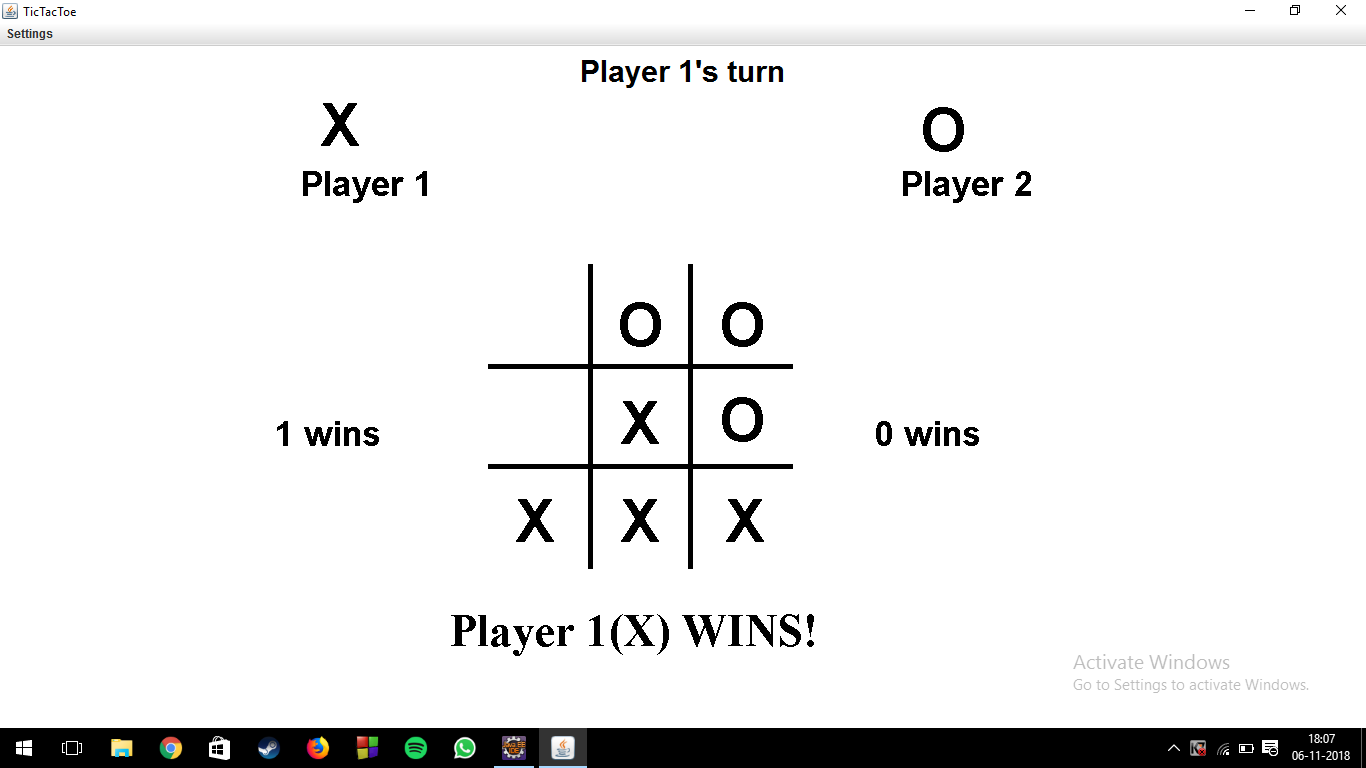 TicTacToe
Settings
Player 1's turn
X O
Player 1 Player 2
O O
X O
1 wins 0 wins
X X X
Player 1(X) WINS!
Activate Windows
Go to Settings to activate Windows.
18:07
06-11-2018